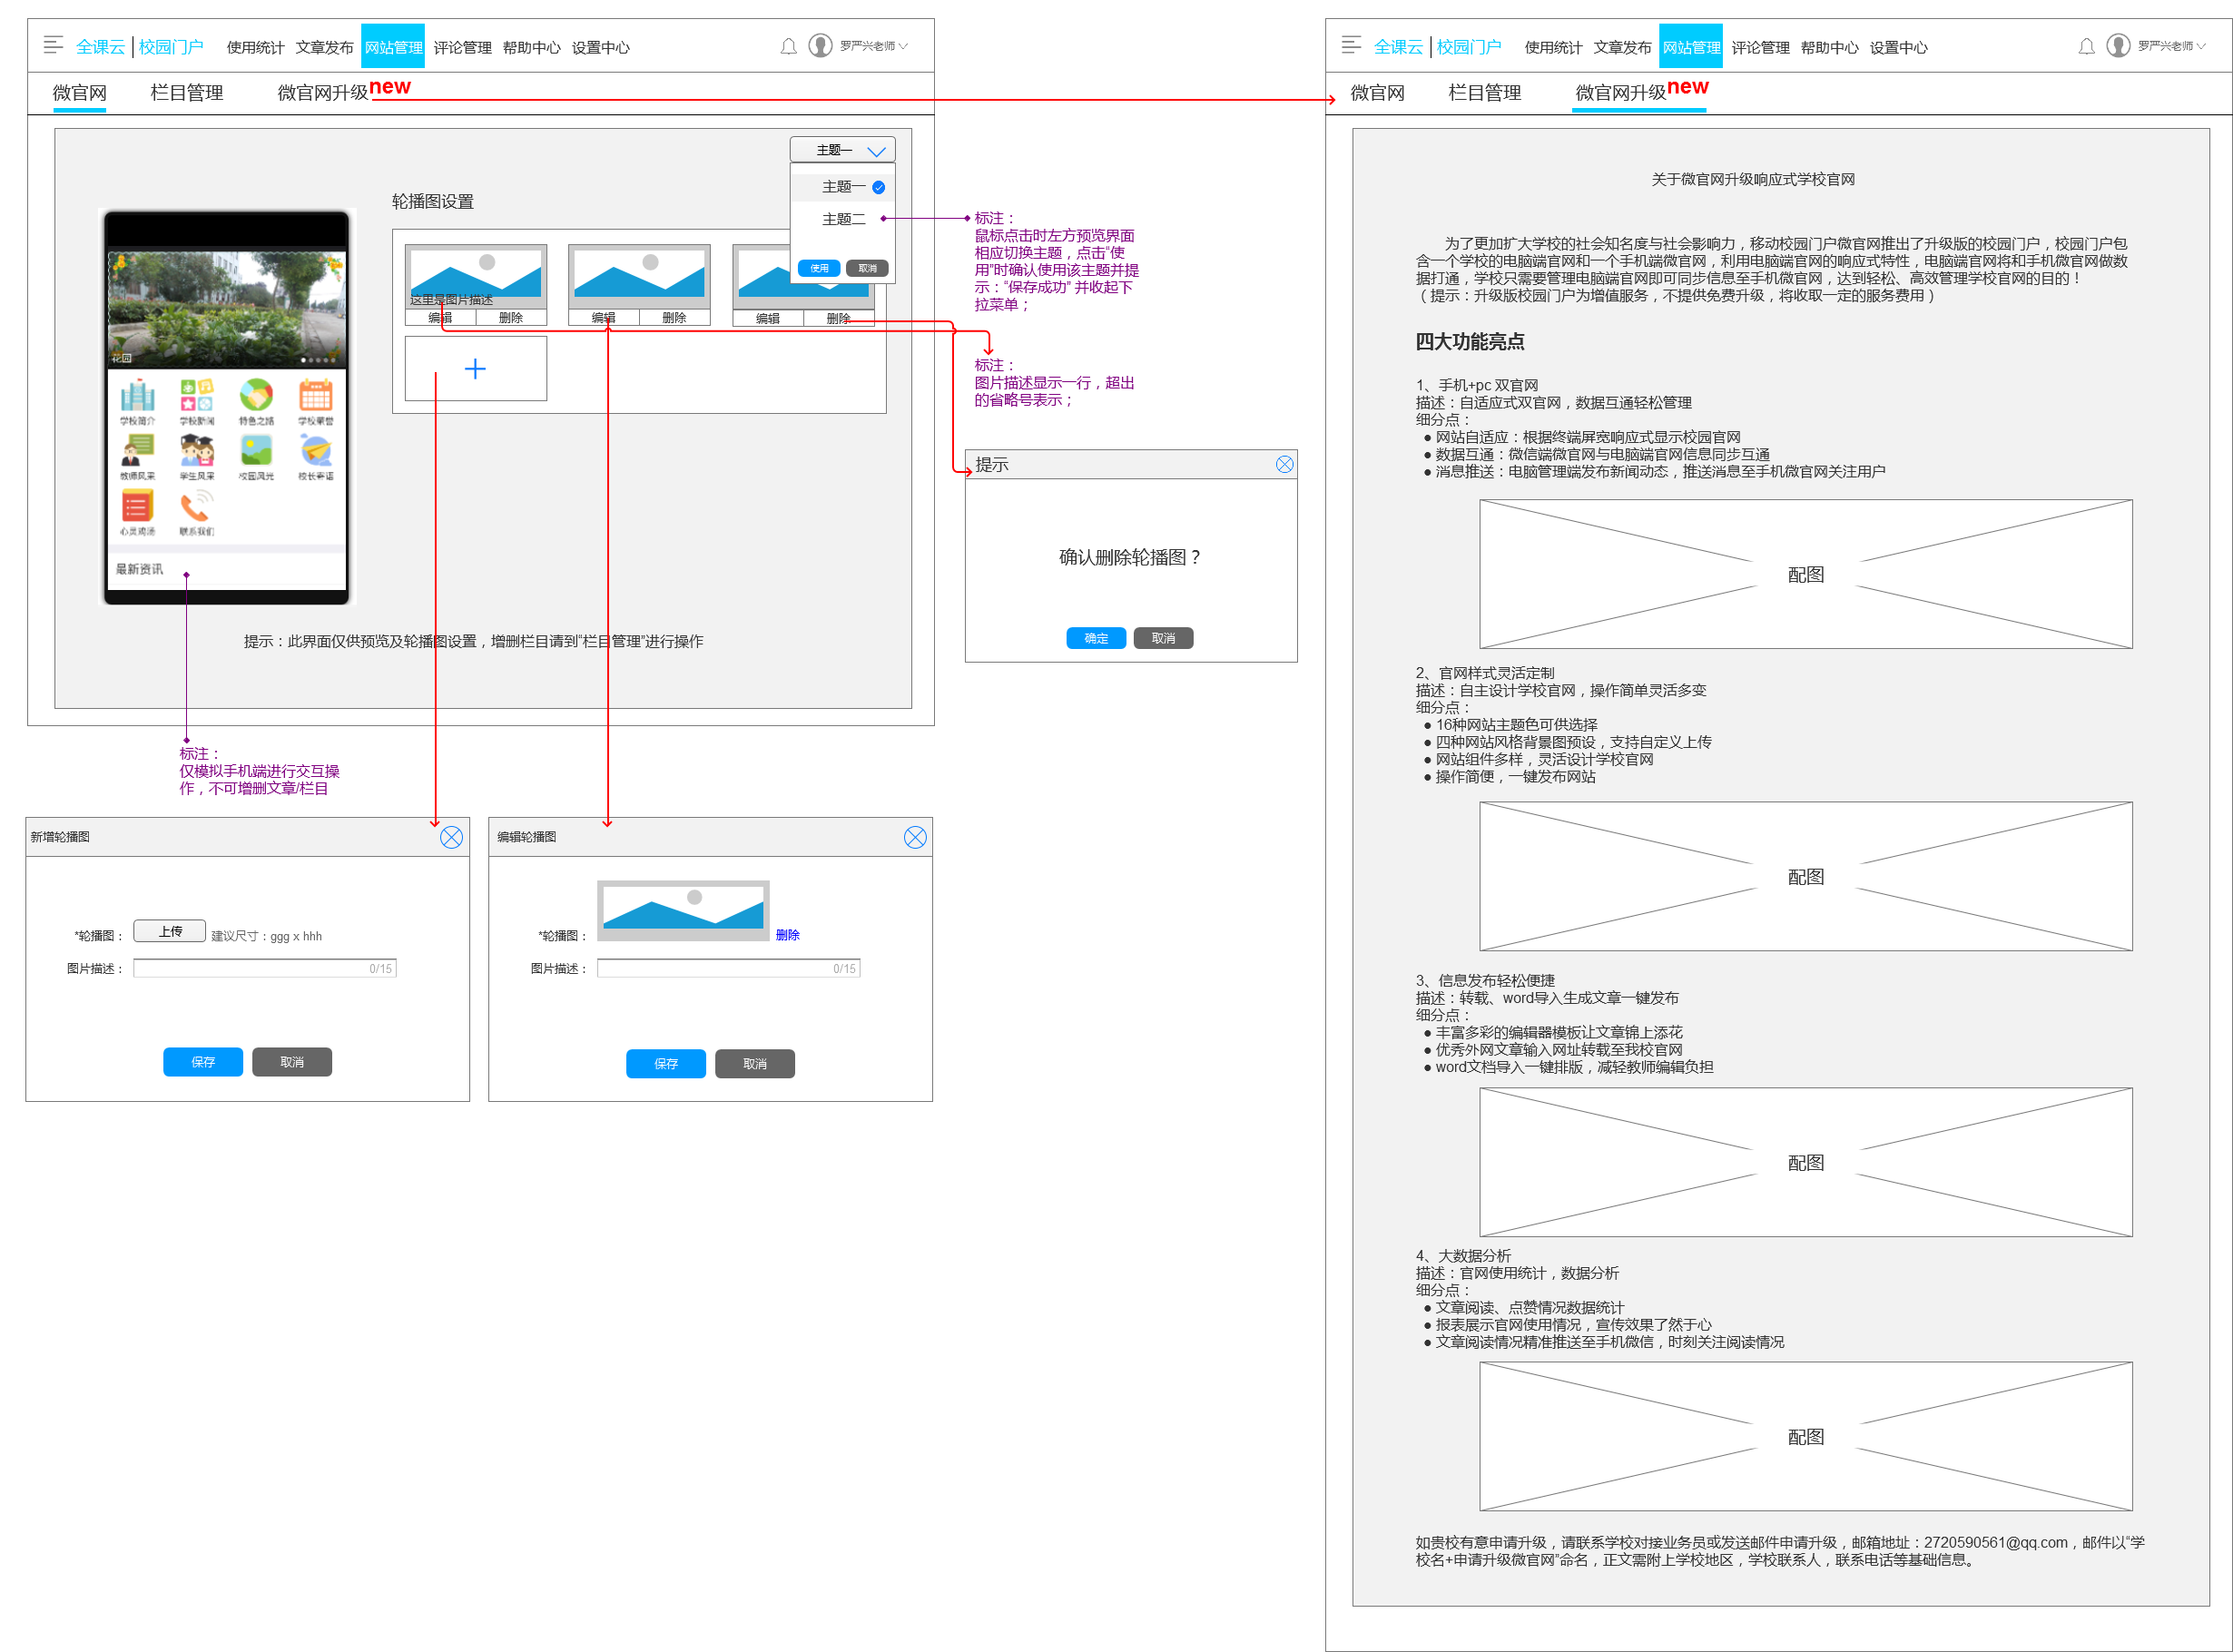 全课云 | 校园门户 使用统计 文章发布 网站管理 评论管理 帮助中心 设置中心 罗严兴老师
微官网 栏目管理 微官网升级new
主题一
主题一
主题二
使用 取消
轮播图设置
这里是图片描述
编辑 删除 编辑 删除 编辑 删除
花园
学校简介 学校新闻 特色之路 学校荣誉
教师风采 学生风采 校园风光 校长寄语
心灵鸡汤 联系我们
最新资讯
提示：此界面仅供预览及轮播图设置，增删栏目请到“栏目管理”进行操作
标注：
鼠标点击时左方预览界面
相应切换主题，点击“使
用”时确认使用该主题并提
示：“保存成功” 并收起下
拉菜单；
标注：
图片描述显示一行，超出
的省略号表示；
提示
确认删除轮播图？
确定 取消
标注：
仅模拟手机端进行交互操
作，不可增删文章/栏目
新增轮播图
*轮播图： 上传 建议尺寸：ggg x hhh
图片描述： 0/15
保存 取消
编辑轮播图
*轮播图： 删除
图片描述： 0/15
保存 取消
全课云 | 校园门户 使用统计 文章发布 网站管理 评论管理 帮助中心 设置中心 罗严兴老师
微官网 栏目管理 微官网升级new
关于微官网升级响应式学校官网
为了更加扩大学校的社会知名度与社会影响力，移动校园门户微官网推出了升级版的校园门户，校园门户包
含一个学校的电脑端官网和一个手机端微官网，利用电脑端官网的响应式特性，电脑端官网将和手机微官网做数
据打通，学校只需要管理电脑端官网即可同步信息至手机微官网，达到轻松、高效管理学校官网的目的！
（提示：升级版校园门户为增值服务，不提供免费升级，将收取一定的服务费用）
四大功能亮点
1、手机+pc 双官网
描述：自适应式双官网，数据互通轻松管理
细分点：
● 网站自适应：根据终端屏宽响应式显示校园官网
● 数据互通：微信端微官网与电脑端官网信息同步互通
● 消息推送：电脑管理端发布新闻动态，推送消息至手机微官网关注用户
配图
2、官网样式灵活定制
描述：自主设计学校官网，操作简单灵活多变
细分点：
● 16种网站主题色可供选择
● 四种网站风格背景图预设，支持自定义上传
● 网站组件多样，灵活设计学校官网
● 操作简便，一键发布网站
配图
3、信息发布轻松便捷
描述：转载、word导入生成文章一键发布
细分点：
● 丰富多彩的编辑器模板让文章锦上添花
● 优秀外网文章输入网址转载至我校官网
● word文档导入一键排版，减轻教师编辑负担
配图
4、大数据分析
描述：官网使用统计，数据分析
细分点：
● 文章阅读、点赞情况数据统计
● 报表展示官网使用情况，宣传效果了然于心
● 文章阅读情况精准推送至手机微信，时刻关注阅读情况
配图
如贵校有意申请升级，请联系学校对接业务员或发送邮件申请升级，邮箱地址：2720590561@qq.com，邮件以“学
校名+申请升级微官网”命名，正文需附上学校地区，学校联系人，联系电话等基础信息。